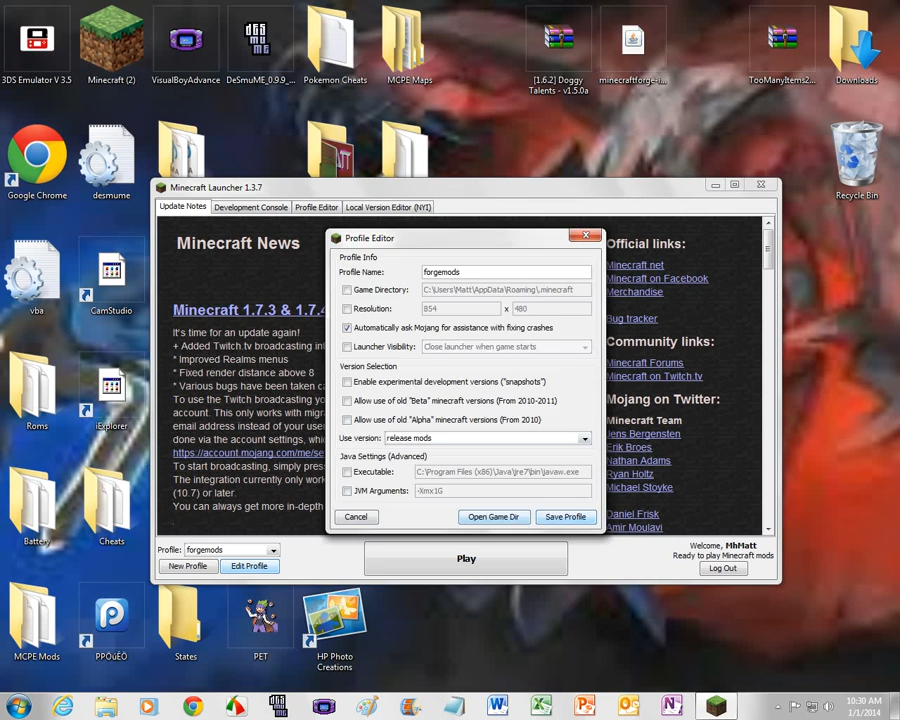 3DS Emulator V 3.5
Minecraft (2)
VisualBoyAdvance
DeSmuME_0.9.9_...
Pokemon Cheats
MCPE Maps
[1.6.2] Doggy
Talents - v1.5.0a
minecraftforge-i...
TooManyItems2...
Downloads
Google Chrome
desmume
Recycle Bin
vba
CamStudio
Roms
iExplorer
Battery
Cheats
MCPE Mods
PPÖúÊÖ
States
PET
HP Photo
Creations
Minecraft Launcher 1.3.7
Update Notes
Development Console
Profile Editor
Local Version Editor (NYI)
Minecraft News
Minecraft 1.7.3 & 1.7.4
It's time for an update again!
+ Added Twitch.tv broadcasting
* Improved Realms menus
* Fixed render distance above 8
* Various bugs have been taken
To use the Twitch broadcasting
account. This only works with
email address instead of your
done via the account settings,
https://account.mojang.com/me/se
To start broadcasting, simply
The integration currently only
(10.7) or later.
You can always get more in-depth
Official links:
Minecraft.net
Minecraft on Facebook
Merchandise
Bug tracker
Community links:
Minecraft Forums
Minecraft on Twitch.tv
Mojang on Twitter:
Minecraft Team
Jens Bergensten
Erik Broes
Nathan Adams
Ryan Holtz
Michael Stoyke
Daniel Frisk
Amir Moulavi
Profile Editor
Profile Info
Profile Name: forgemods
Game Directory: C:\Users\Matt\AppData\Roaming\.minecraft
Resolution: 854 x 480
Automatically ask Mojang for assistance with fixing crashes
Launcher Visibility: Close launcher when game starts
Version Selection
Enable experimental development versions ("snapshots")
Allow use of old "Beta" minecraft versions (From 2010-2011)
Allow use of old "Alpha" minecraft versions (From 2010)
Use version: release mods
Java Settings (Advanced)
Executable: C:\Program Files (x86)\Java\jre7\bin\javaw.exe
JVM Arguments: -Xmx1G
Cancel
Open Game Dir
Save Profile
Profile: forgemods
New Profile
Edit Profile
Play
Welcome, MhMatt
Ready to play Minecraft mods
Log Out
10:30 AM
1/1/2014